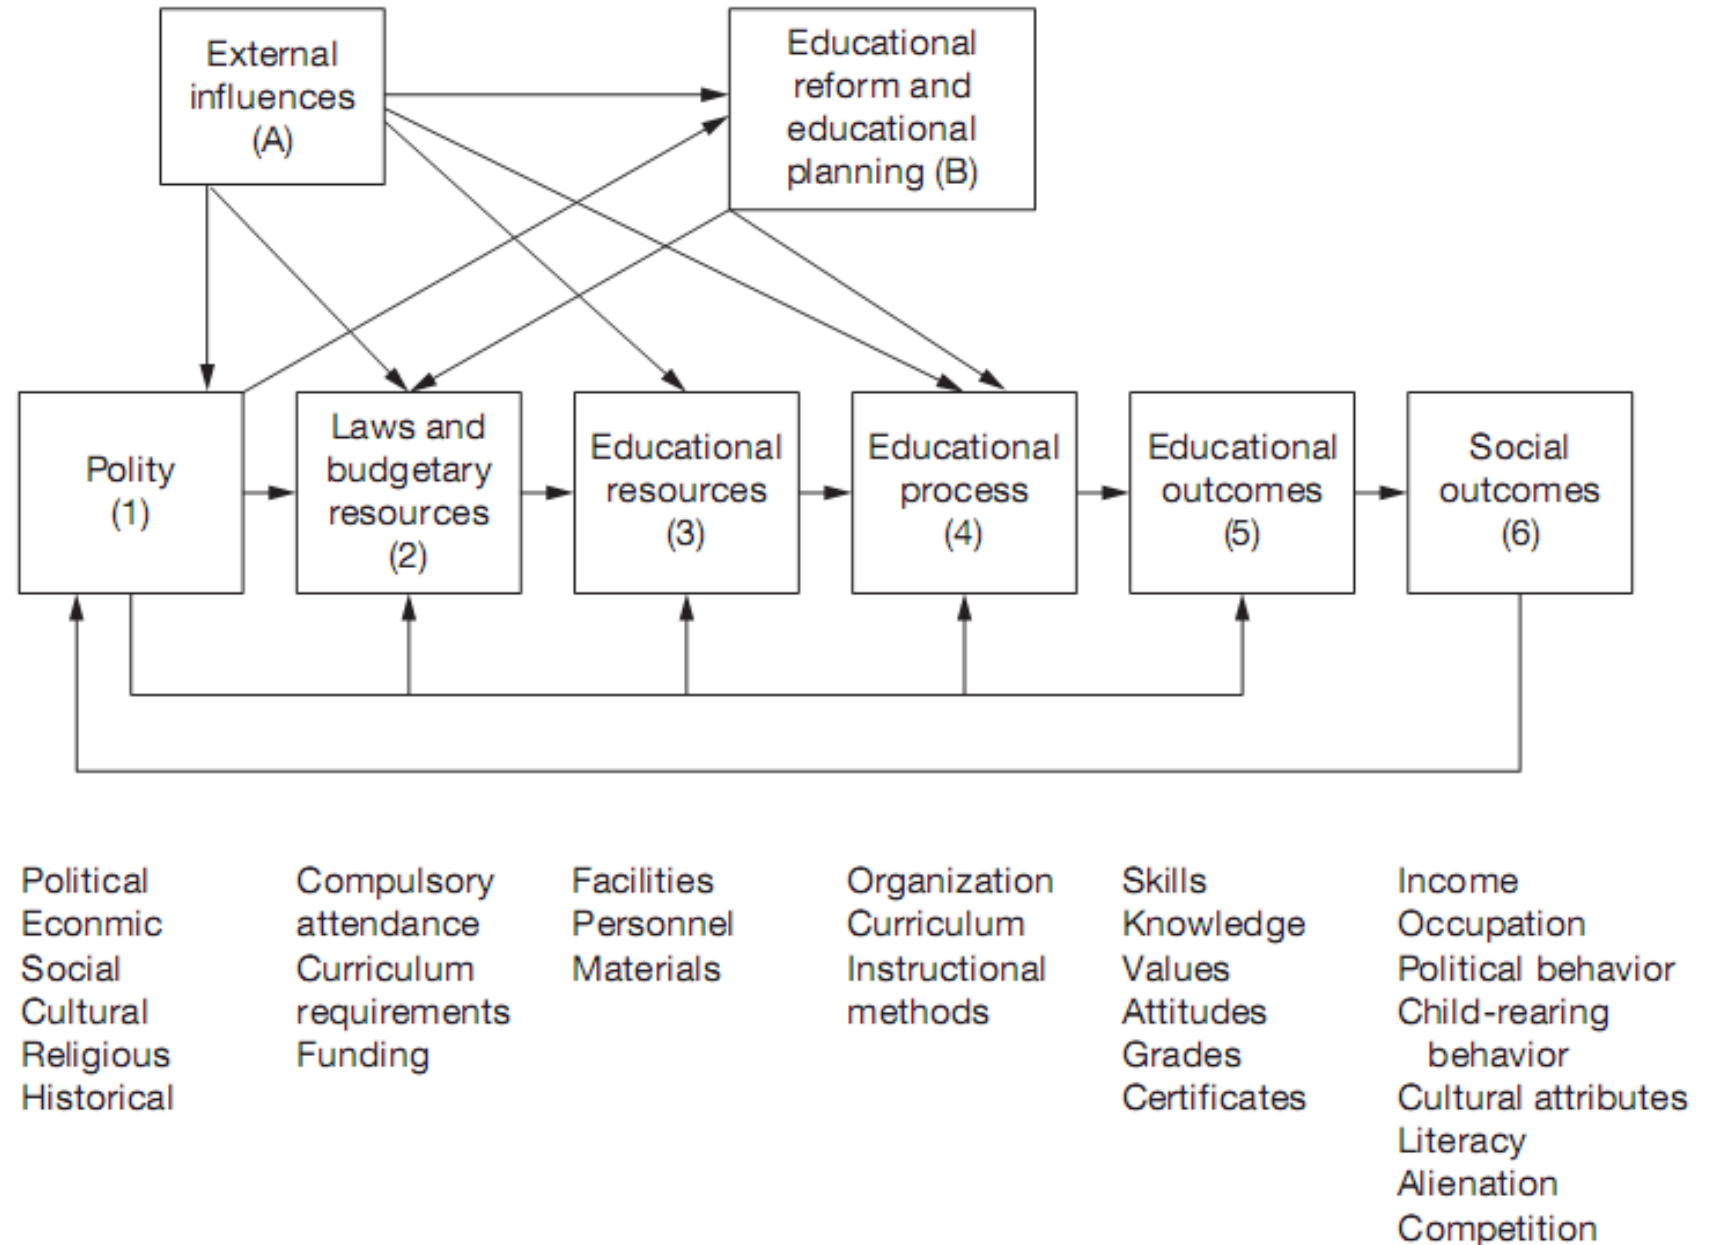 External
influences
(A)
Educational
reform and
educational
planning (B)
Polity
(1)
Laws and
budgetary
resources
(2)
Educational
resources
(3)
Educational
process
(4)
Educational
outcomes
(5)
Social
outcomes
(6)
Political
Econmic
Social
Cultural
Religious
Historical
Compulsory
attendance
Curriculum
requirements
Funding
Facilities
Personnel
Materials
Organization
Curriculum
Instructional
methods
Skills
Knowledge
Values
Attitudes
Grades
Certificates
Income
Occupation
Political behavior
Child-rearing
behavior
Cultural attributes
Literacy
Alienation
Competition